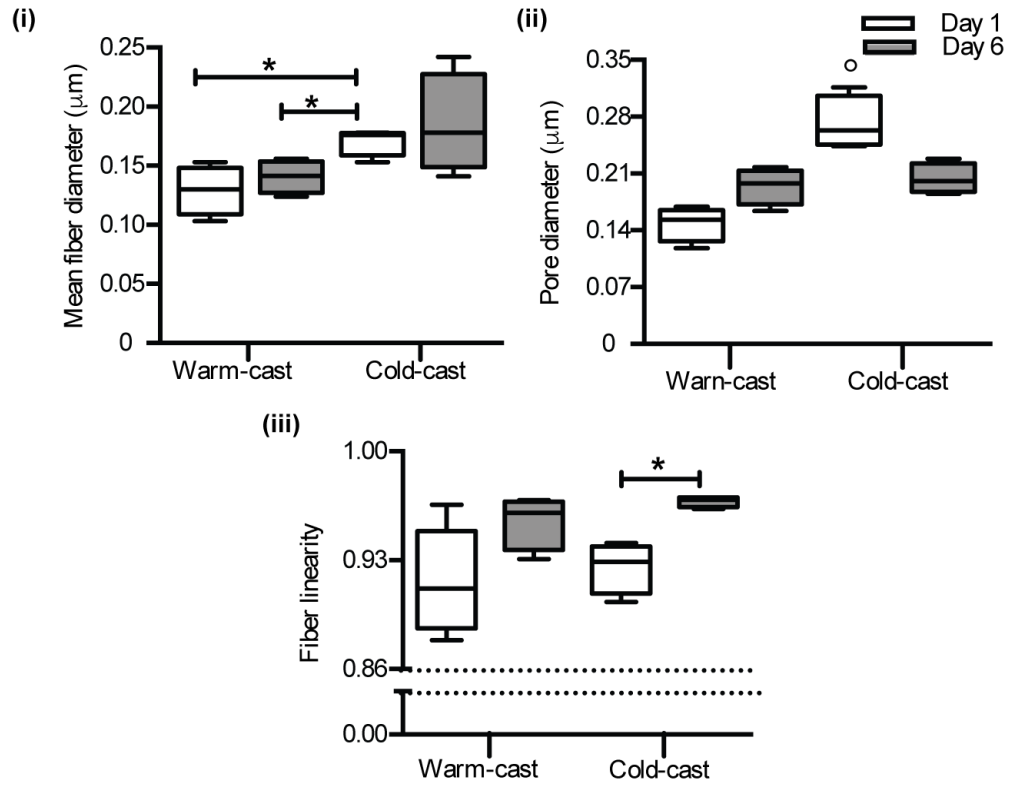 (i)
Mean fiber diameter (μm)
0.25
0.20
0.15
0.10
0.05
0
*
*
Warm-cast Cold-cast
(ii)
Day 1
Day 6
Pore diameter (μm)
0.35
0.28
0.21
0.14
0.07
0
Warn-cast Cold-cast
(iii)
Fiber linearity
1.00
0.93
0.86
0.00
*
Warm-cast Cold-cast